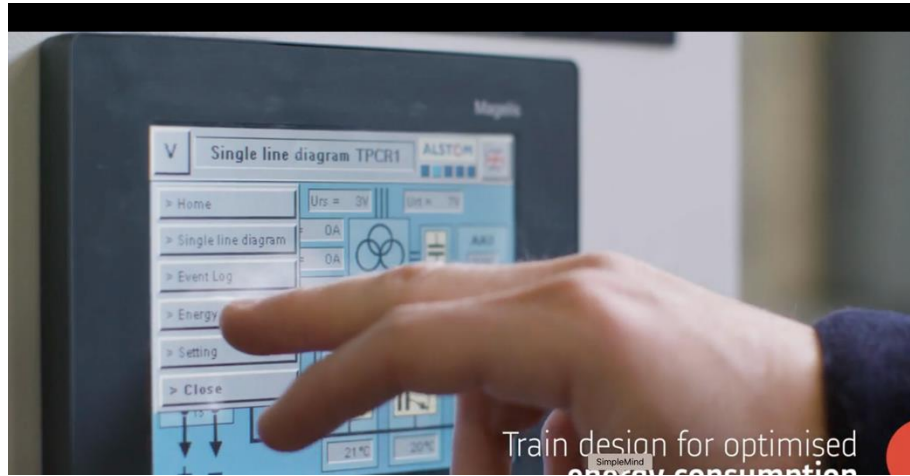 Magelis
V
Single line diagram TPCR1
ALSTOM
> Home
Urs = 3V
> Single line diagram
0A
> Event Log
= 0A
> Energy
> Setting
> Close
21°C
20°C
Train design for optimised
SimpleMind
energy consumption